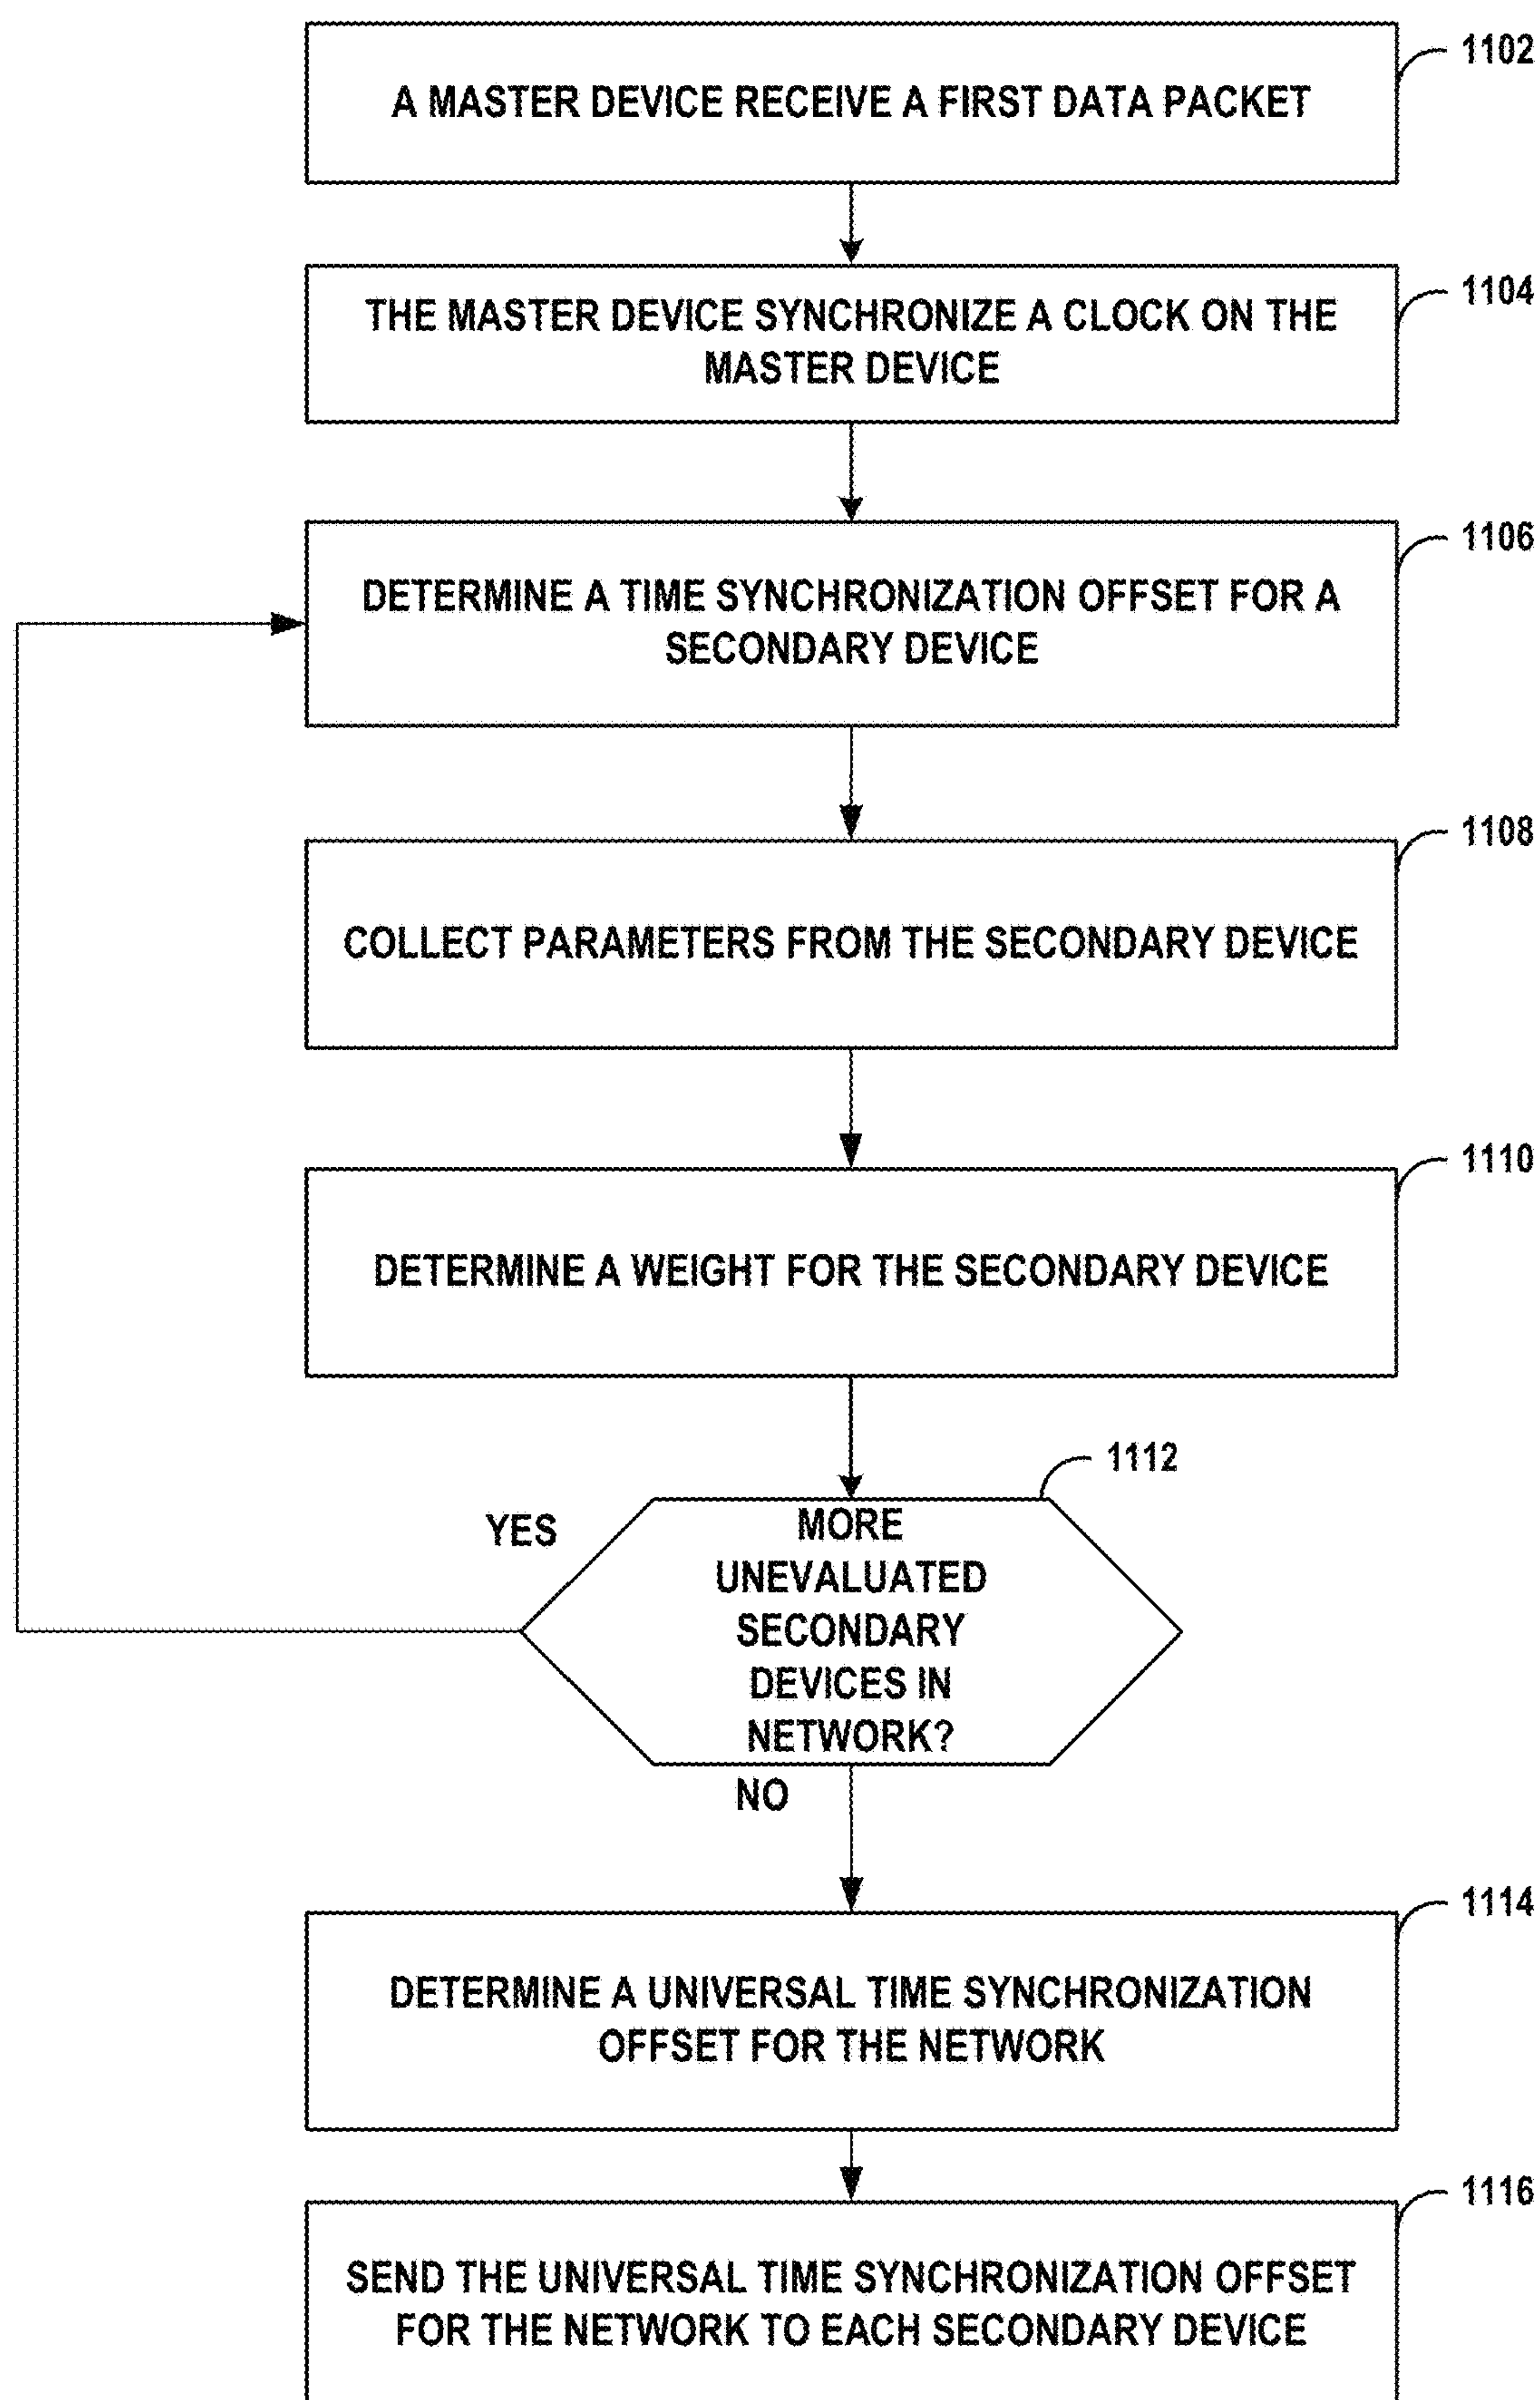 1102
A MASTER DEVICE RECEIVE A FIRST DATA PACKET
1104
THE MASTER DEVICE SYNCHRONIZE A CLOCK ON THE
MASTER DEVICE
1106
DETERMINE A TIME SYNCHRONIZATION OFFSET FOR A
SECONDARY DEVICE
1108
COLLECT PARAMETERS FROM THE SECONDARY DEVICE
1110
DETERMINE A WEIGHT FOR THE SECONDARY DEVICE
1112
YES
MORE
UNEVALUATED
SECONDARY
DEVICES IN
NETWORK?
NO
1114
DETERMINE A UNIVERSAL TIME SYNCHRONIZATION
OFFSET FOR THE NETWORK
1116
SEND THE UNIVERSAL TIME SYNCHRONIZATION OFFSET
FOR THE NETWORK TO EACH SECONDARY DEVICE